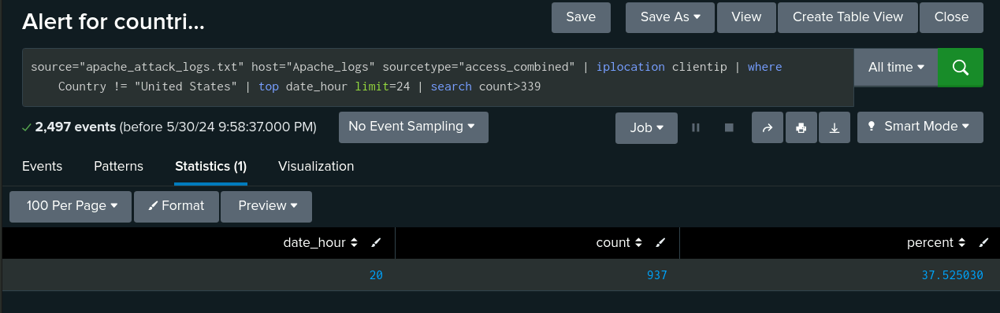 Alert for countri...
Save
Save As
View
Create Table View
Close
source="apache_attack_logs.txt" host="Apache_logs" sourcetype="access_combined" | iplocation clientip | where
Country != "United States" | top date_hour limit=24 | search count>339
All time
2,497 events (before 5/30/24 9:58:37.000 PM)
No Event Sampling
Job
Smart Mode
Events
Patterns
Statistics (1)
Visualization
100 Per Page
Format
Preview
date_hour
count
percent
20
937
37.525030